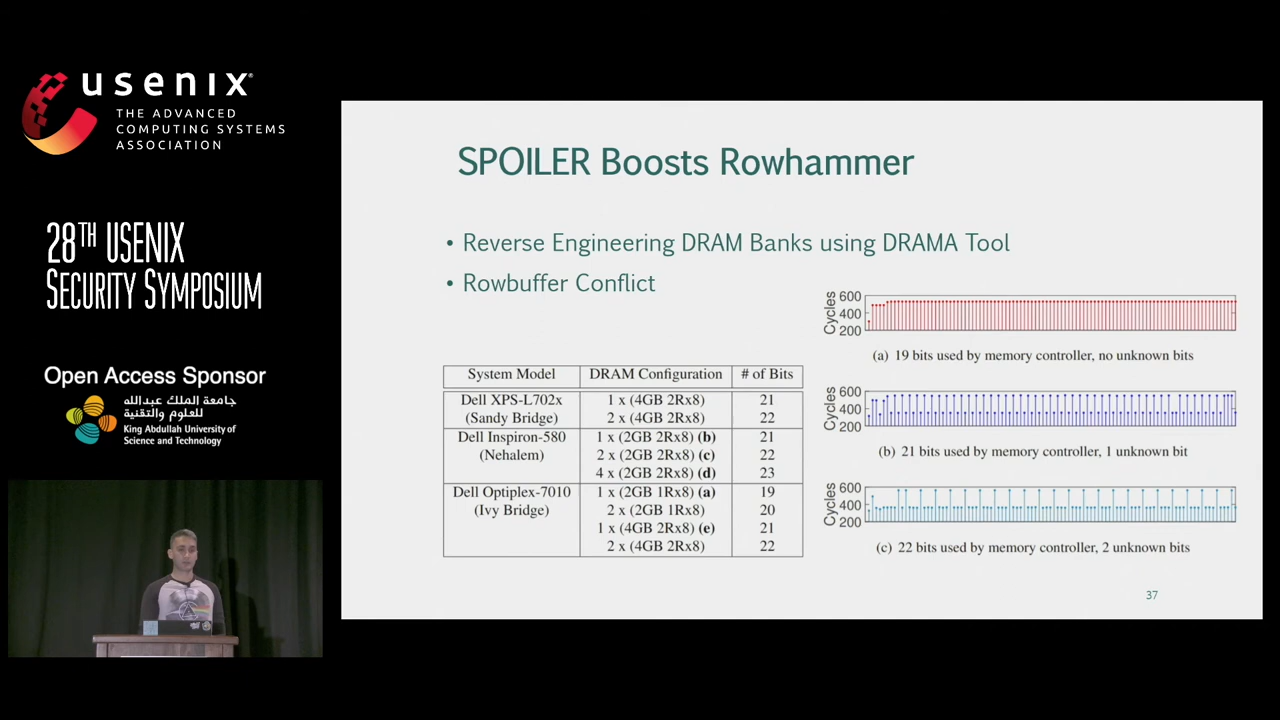 usenix
THE ADVANCED
COMPUTING SYSTEMS
ASSOCIATION
28TH USENIX
SECURITY SYMPOSIUM
Open Access Sponsor
جامعة الملك عبدالله
للعلوم والتقنية
King Abdullah University of
Science and Technology
SPOILER Boosts Rowhammer
• Reverse Engineering DRAM Banks using DRAMA Tool
• Rowbuffer Conflict
System Model DRAM Configuration # of Bits
Dell XPS-L702x 1 x (4GB 2Rx8) 21
(Sandy Bridge) 2 x (4GB 2Rx8) 22
Dell Inspiron-580 1 x (2GB 2Rx8) (b) 21
(Nehalem) 2 x (2GB 2Rx8) (c) 22
4 x (2GB 2Rx8) (d) 23
Dell Optiplex-7010 1 x (2GB 1Rx8) (a) 19
(Ivy Bridge) 2 x (2GB 1Rx8) 20
1 x (4GB 2Rx8) (e) 21
2 x (4GB 2Rx8) 22
Cycles
600
400
200
(a) 19 bits used by memory controller, no unknown bits
Cycles
600
400
200
(b) 21 bits used by memory controller, 1 unknown bit
Cycles
600
400
200
(c) 22 bits used by memory controller, 2 unknown bits
37